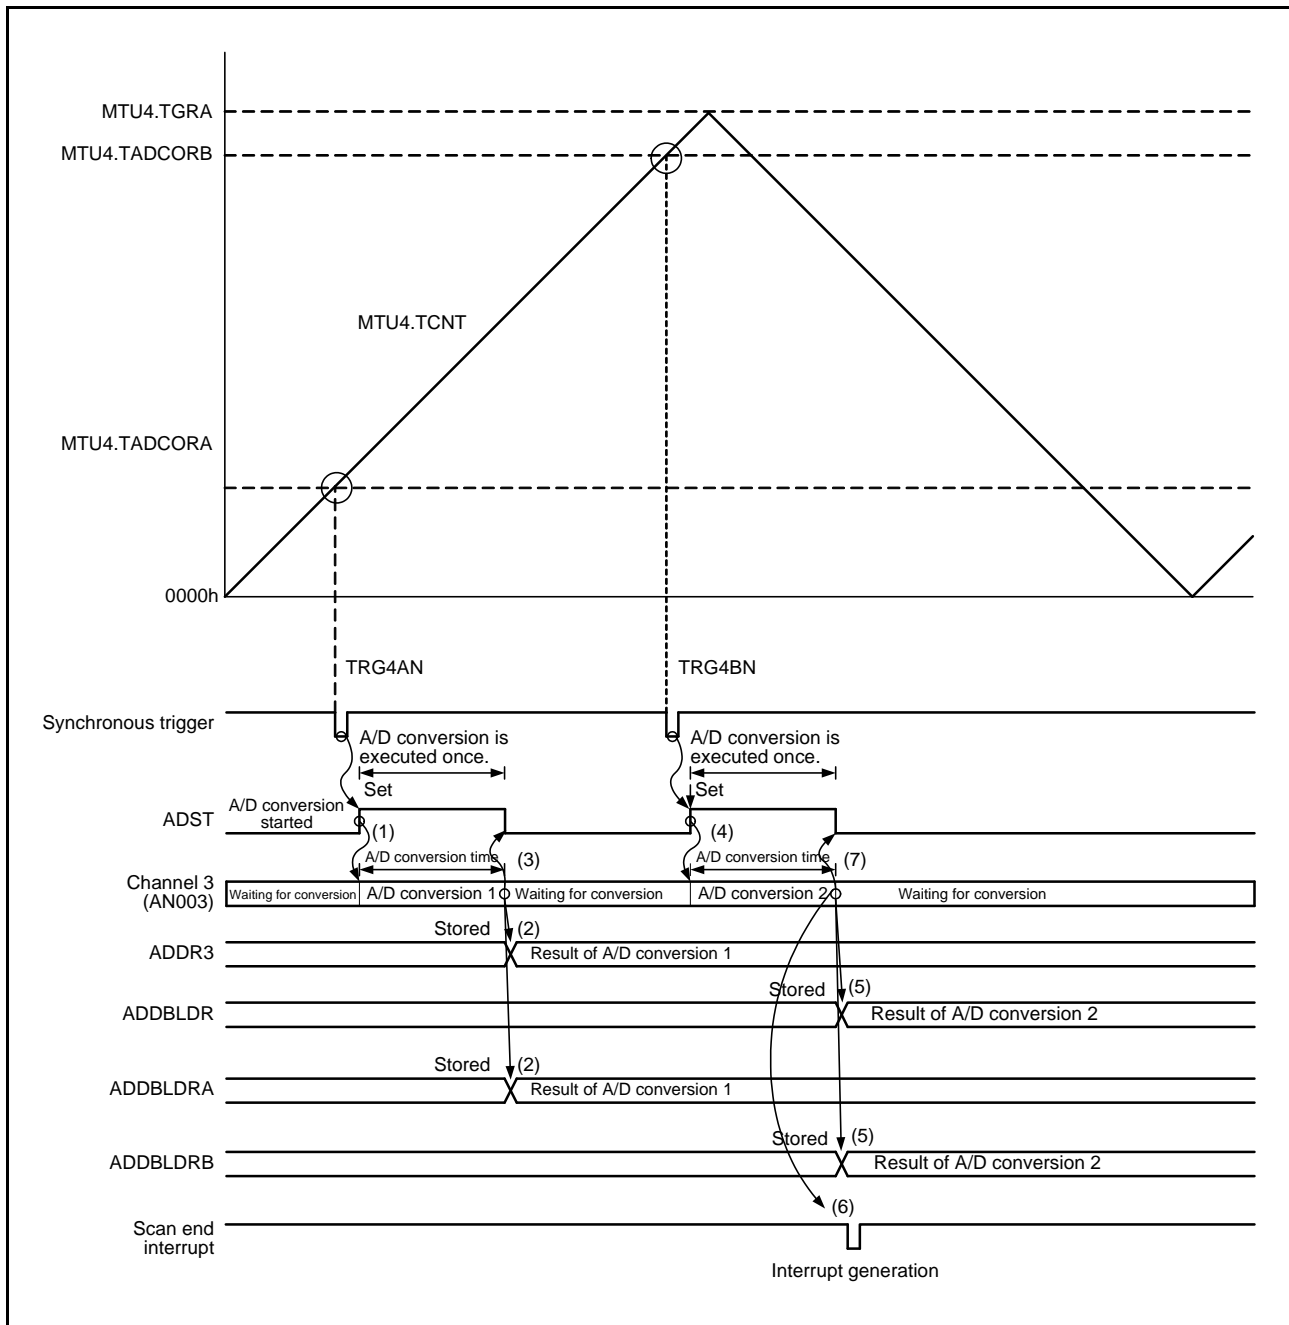 MTU4.TGRA
MTU4.TADCORB
MTU4.TCNT
MTU4.TADCORA
0000h
TRG4AN
TRG4BN
Synchronous trigger
A/D conversion is
executed once.
A/D conversion is
executed once.
Set
Set
A/D conversion
started
ADST
(1)
(4)
A/D conversion time
(3)
A/D conversion time
(7)
Channel 3
(AN003)
Waiting for conversion
A/D conversion 1
Waiting for conversion
A/D conversion 2
Waiting for conversion
Stored
(2)
ADDR3
Result of A/D conversion 1
Stored
(5)
ADDBLDR
Result of A/D conversion 2
Stored
(2)
ADDBLDRA
Result of A/D conversion 1
Stored
(5)
ADDBLDRB
Result of A/D conversion 2
(6)
Scan end
interrupt
Interrupt generation